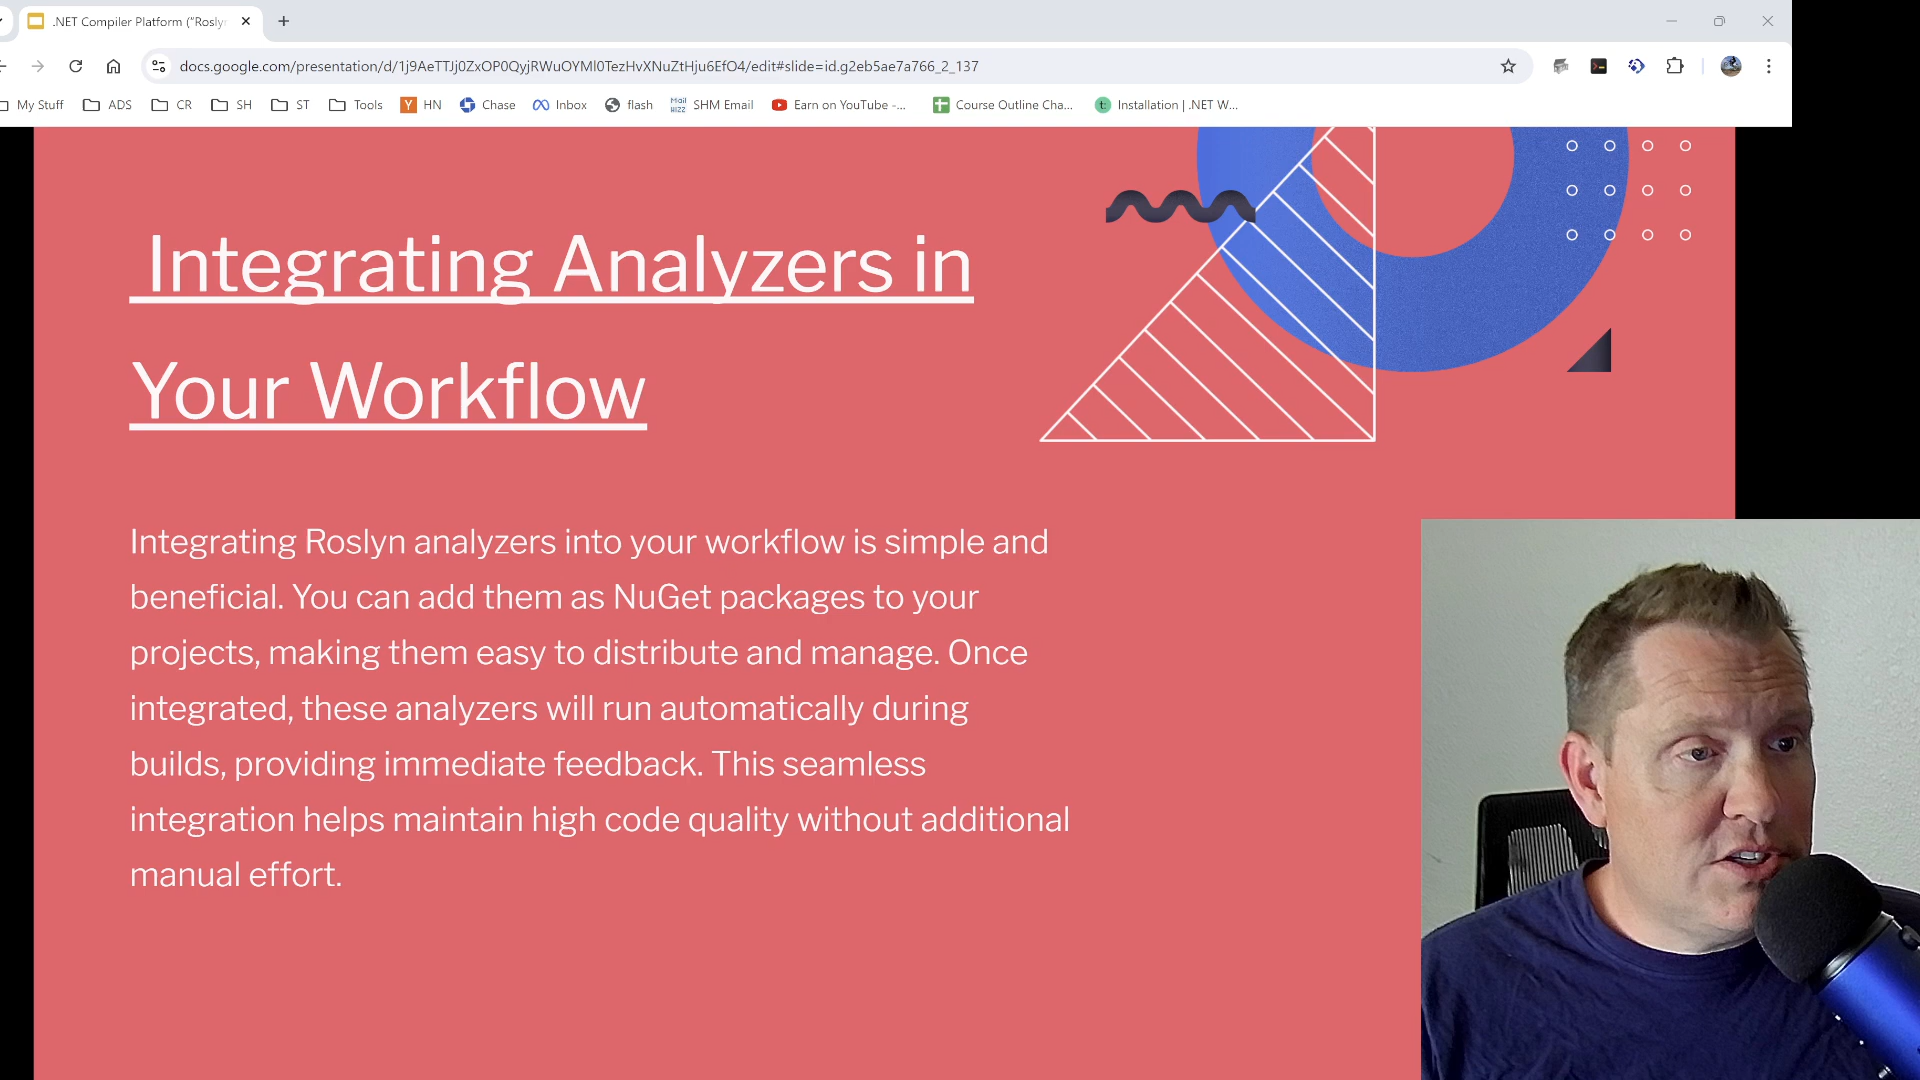 .NET Compiler Platform ("Roslyn
docs.google.com/presentation/d/1j9AeTTJj0ZxOP0QyjRWuOYMl0TezHvXNuZtHju6EfO4/edit#slide=id.g2eb5ae7a766_2_137
My Stuff ADS CR SH ST Tools HN Chase Inbox flash SHM Email Earn on YouTube -... Course Outline Cha... Installation | .NET W...
Integrating Analyzers in
Your Workflow
Integrating Roslyn analyzers into your workflow is simple and
beneficial. You can add them as NuGet packages to your
projects, making them easy to distribute and manage. Once
integrated, these analyzers will run automatically during
builds, providing immediate feedback. This seamless
integration helps maintain high code quality without additional
manual effort.